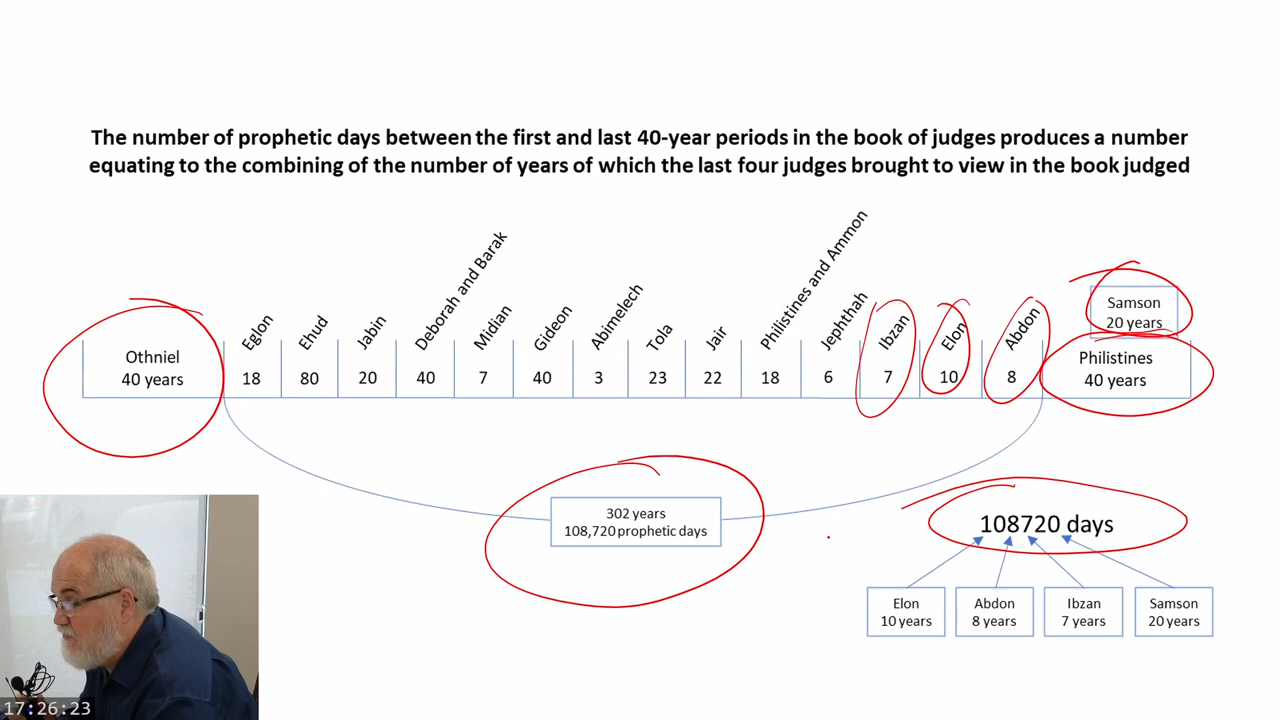 The number of prophetic days between the first and last 40-year periods in the book of judges produces a number
equating to the combining of the number of years of which the last four judges brought to view in the book judged
Othniel
40 years
Eglon
18
Ehud
80
Jabin
20
Deborah and Barak
40
Midian
7
Gideon
40
Abimelech
3
Tola
23
Jair
22
Philistines and Ammon
18
Jephthah
6
Ibzan
7
Elon
10
Abdon
8
Samson
20 years
Philistines
40 years
302 years
108,720 prophetic days
108720 days
Elon
10 years
Abdon
8 years
Ibzan
7 years
Samson
20 years
17:26:23